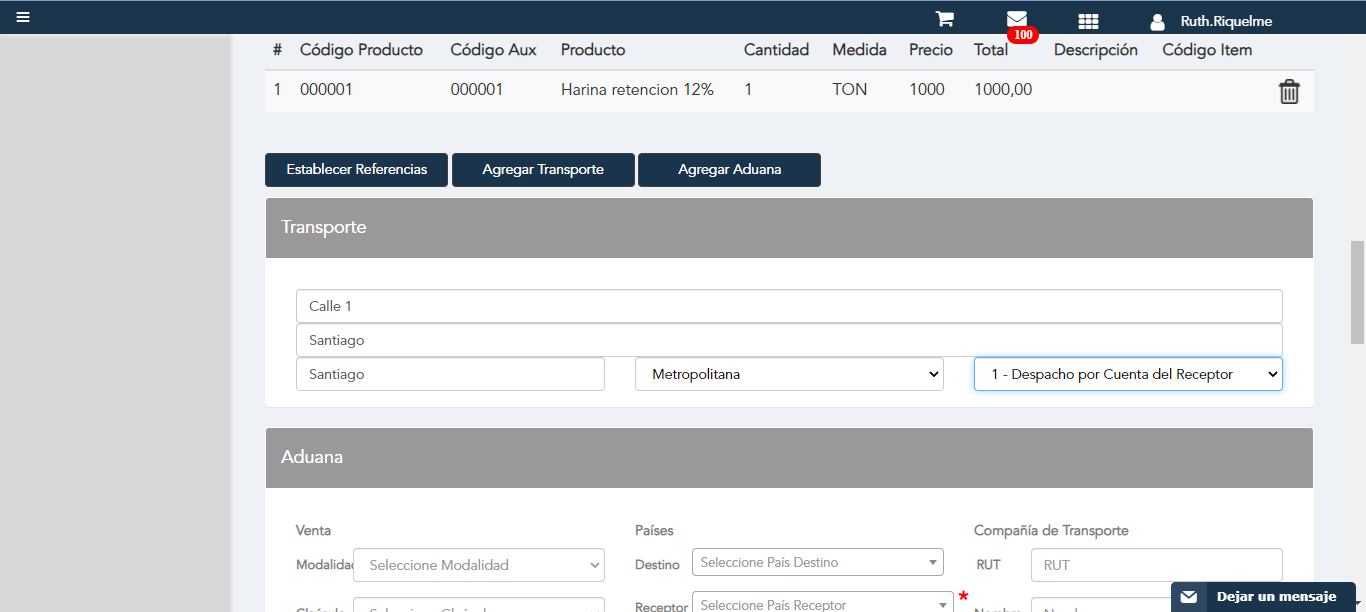 Ruth.Riquelme
100
# Código Producto Código Aux Producto Cantidad Medida Precio Total Descripción Código Item
1 000001 000001 Harina retencion 12% 1 TON 1000 1000,00
Establecer Referencias Agregar Transporte Agregar Aduana
Transporte
Calle 1
Santiago
Santiago Metropolitana 1 - Despacho por Cuenta del Receptor
Aduana
Venta Países Compañía de Transporte
Modalidad Seleccione Modalidad Destino Seleccione País Destino RUT RUT
Receptor Seleccione País Receptor *
Dejar un mensaje